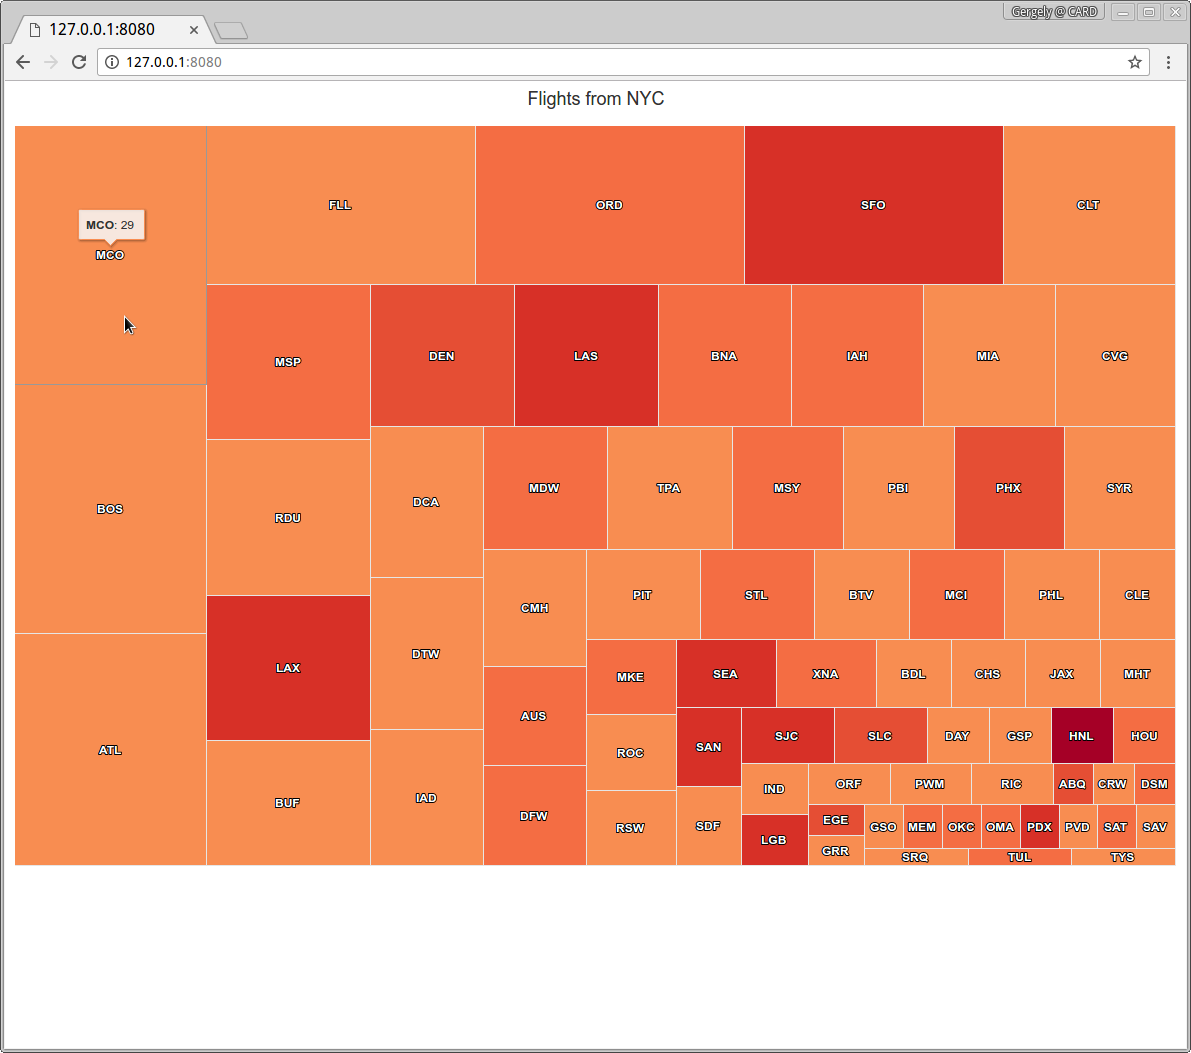 Gergely @ CARD
127.0.0.1:8080
127.0.0.1:8080
Flights from NYC
FLL ORD SFO CLT
MCO: 29
MCO
MSP DEN LAS BNA IAH MIA CVG
BOS RDU DCA MDW TPA MSY PBI PHX SYR
CMH PIT STL BTV MCI PHL CLE
LAX DTW MKE SEA XNA BDL CHS JAX MHT
ATL AUS ROC SAN SJC SLC DAY GSP HNL HOU
BUF IAD DFW RSW SDF IND ORF PWM RIC ABQ CRW DSM
LGB EGE GSO MEM OKC OMA PDX PVD SAT SAV
GRR SRQ TUL TYS